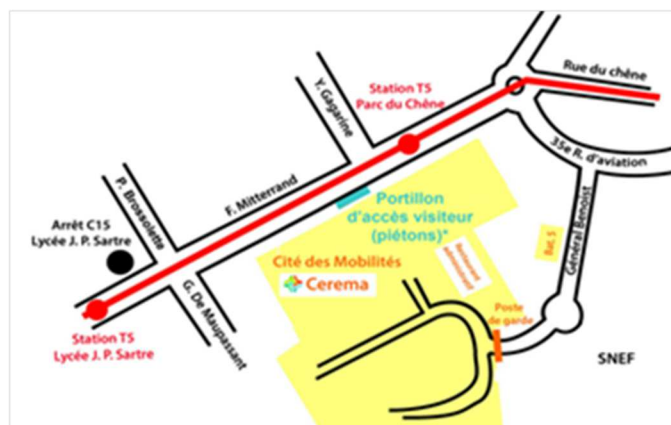 Rue du chêne
Station T5
Parc du Chêne
Y. Gagarine
35e R. d'aviation
P. Brossolette
F. Mitterrand
Portillon
d'accès visiteur
(piétons)*
Arrêt C15
Lycée J. P. Sartre
Général Benoist
Bat. S
Restaurant
Cité des Mobilités
Cerema
G. De Maupassant
Poste
de garde
Station T5
Lycée J. P. Sartre
SNEF